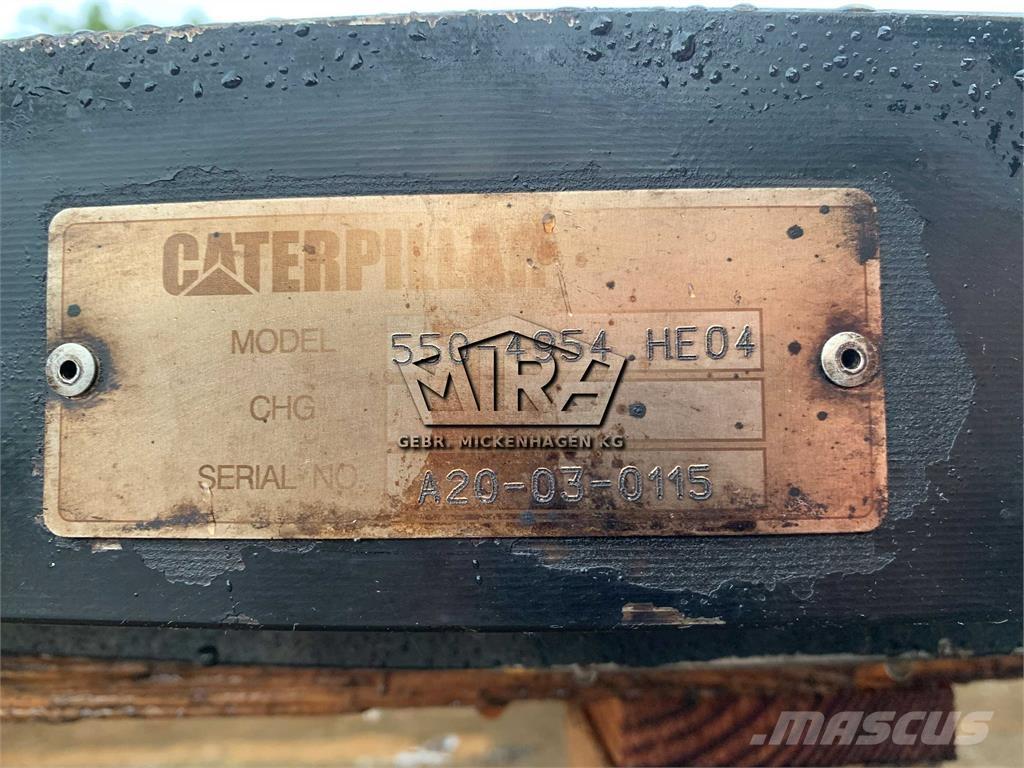 CATERPILLAR
MODEL 550-4954 HE04
MIRA
CHG
GEBR. MICKENHAGEN KG
SERIAL NO. A20-03-0115
MASCUS